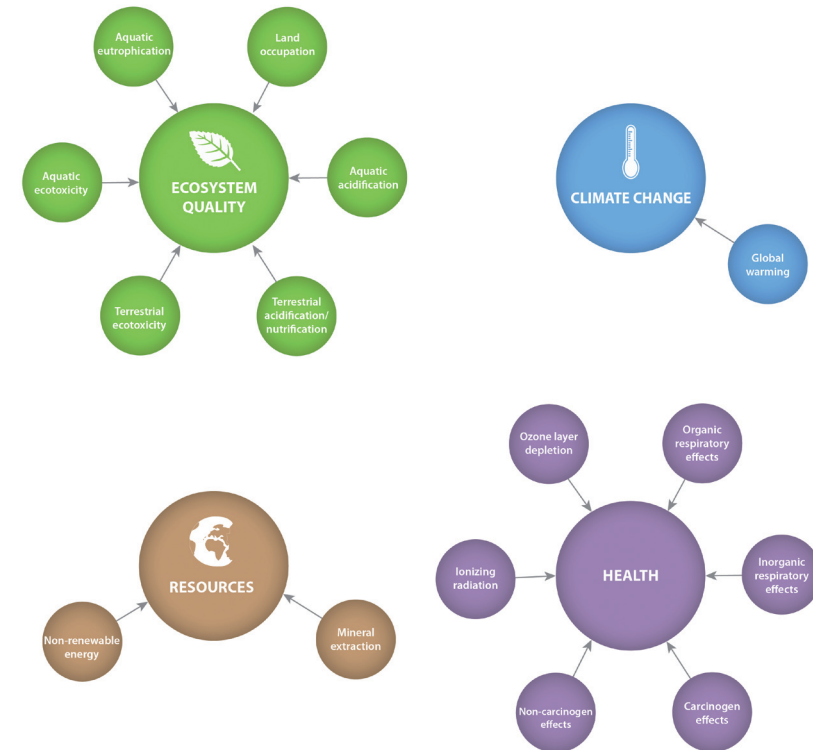 Aquatic
eutrophication
Land
occupation
Aquatic
ecotoxicity
ECOSYSTEM
QUALITY
Aquatic
acidification
Terrestrial
ecotoxicity
Terrestrial
acidification/
nutrification
CLIMATE CHANGE
Global
warming
RESOURCES
Non-renewable
energy
Mineral
extraction
Ozone layer
depletion
Organic
respiratory
effects
Ionizing
radiation
HEALTH
Inorganic
respiratory
effects
Non-carcinogen
effects
Carcinogen
effects